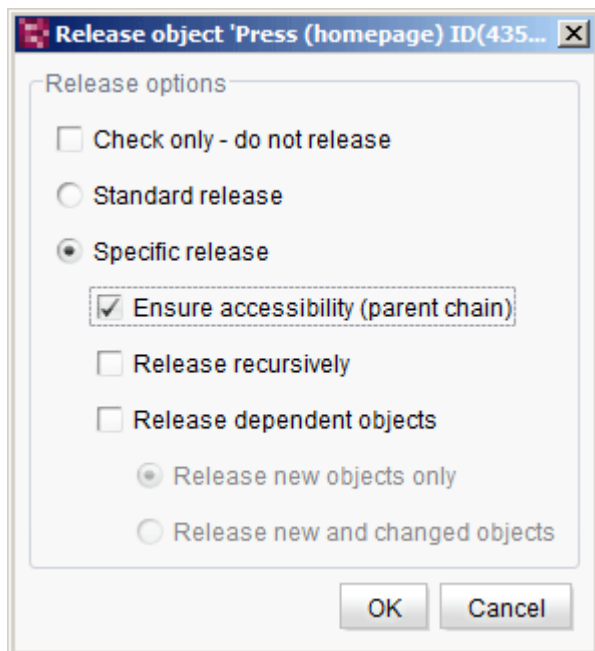 Release object 'Press (homepage) ID(435...
Release options
Check only - do not release
Standard release
Specific release
Ensure accessibility (parent chain)
Release recursively
Release dependent objects
Release new objects only
Release new and changed objects
OK Cancel